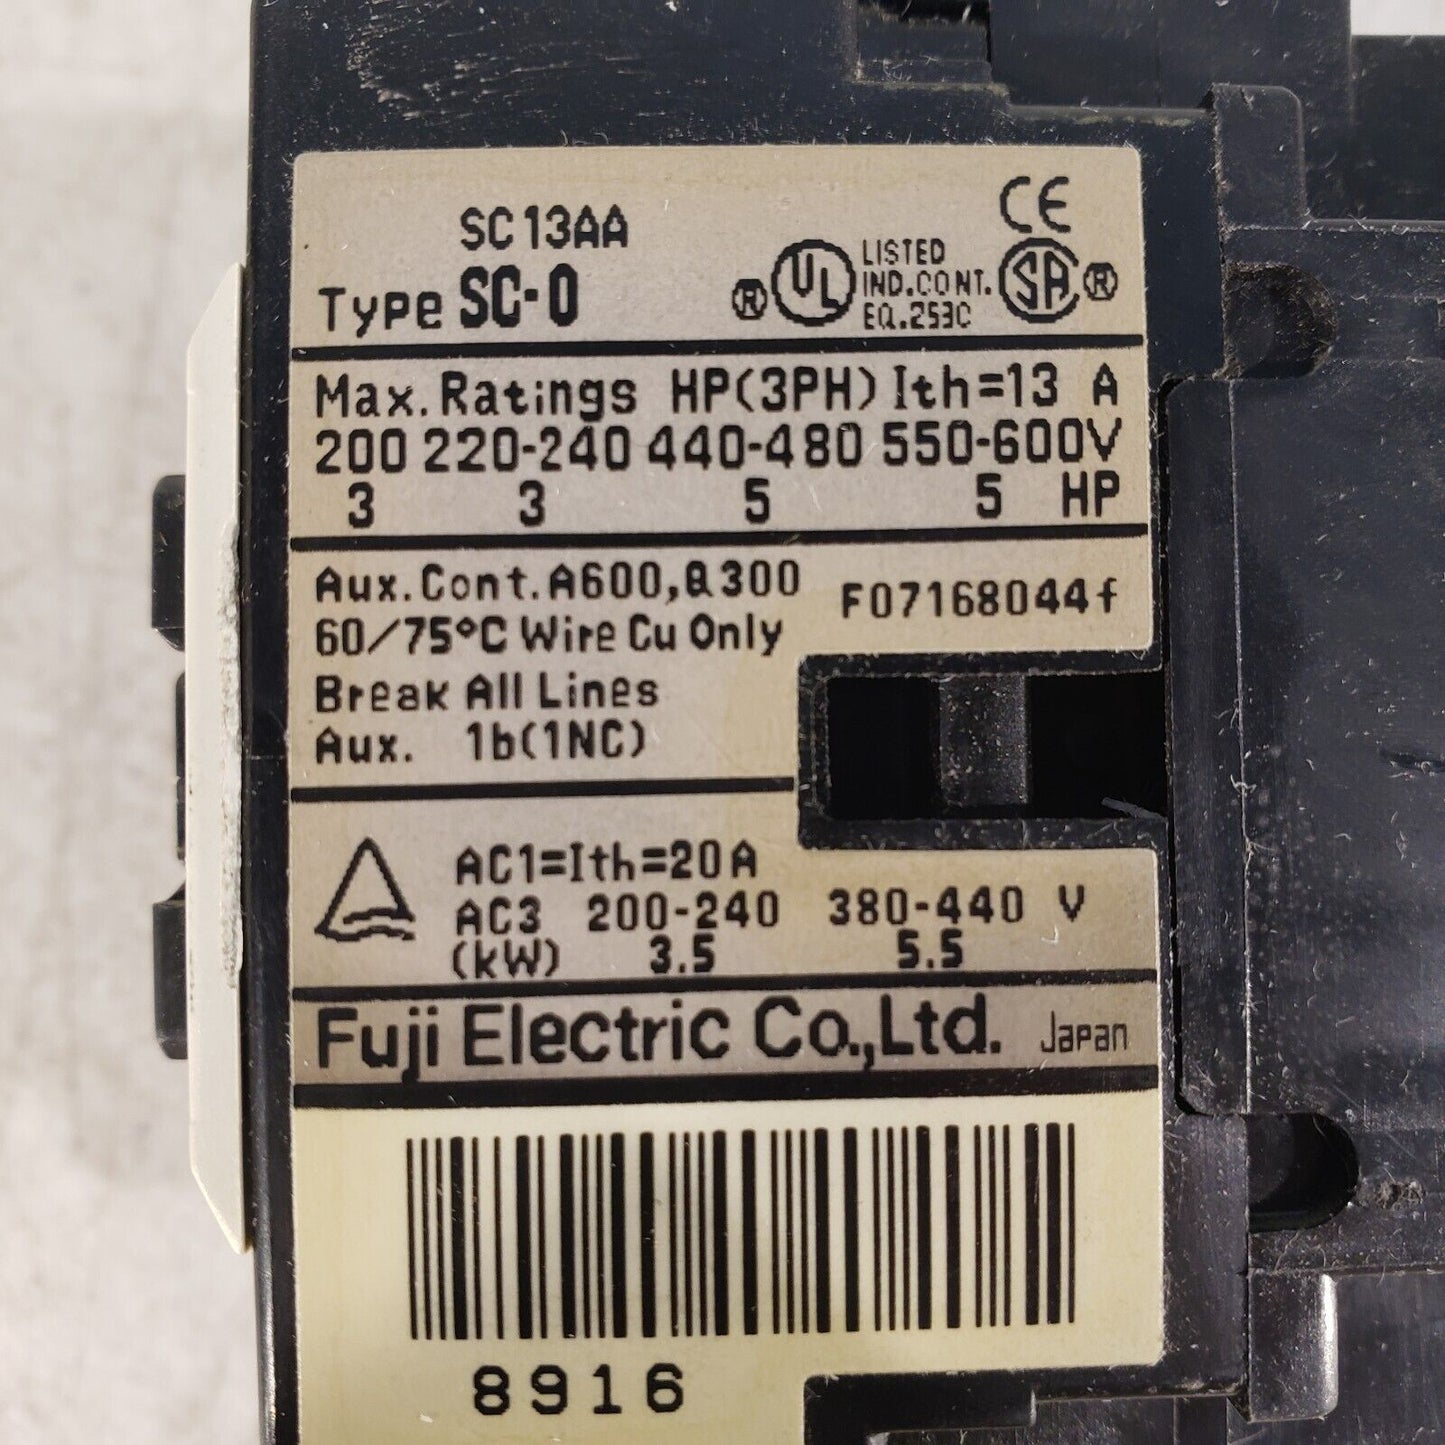 SC13AA
Type SC-0
CE
® UL LISTED IND.CONT. EQ.253C SA ®
Max.Ratings HP(3PH) Ith=13 A
200 220-240 440-480 550-600V
3 3 5 5 HP
Aux.Cont.A600,Q300
60/75°C Wire Cu Only
F07168044f
Break All Lines
Aux. 1b(1NC)
AC1=Ith=20A
AC3 200-240 380-440 V
(kW) 3.5 5.5
Fuji Electric Co.,Ltd. Japan
8916